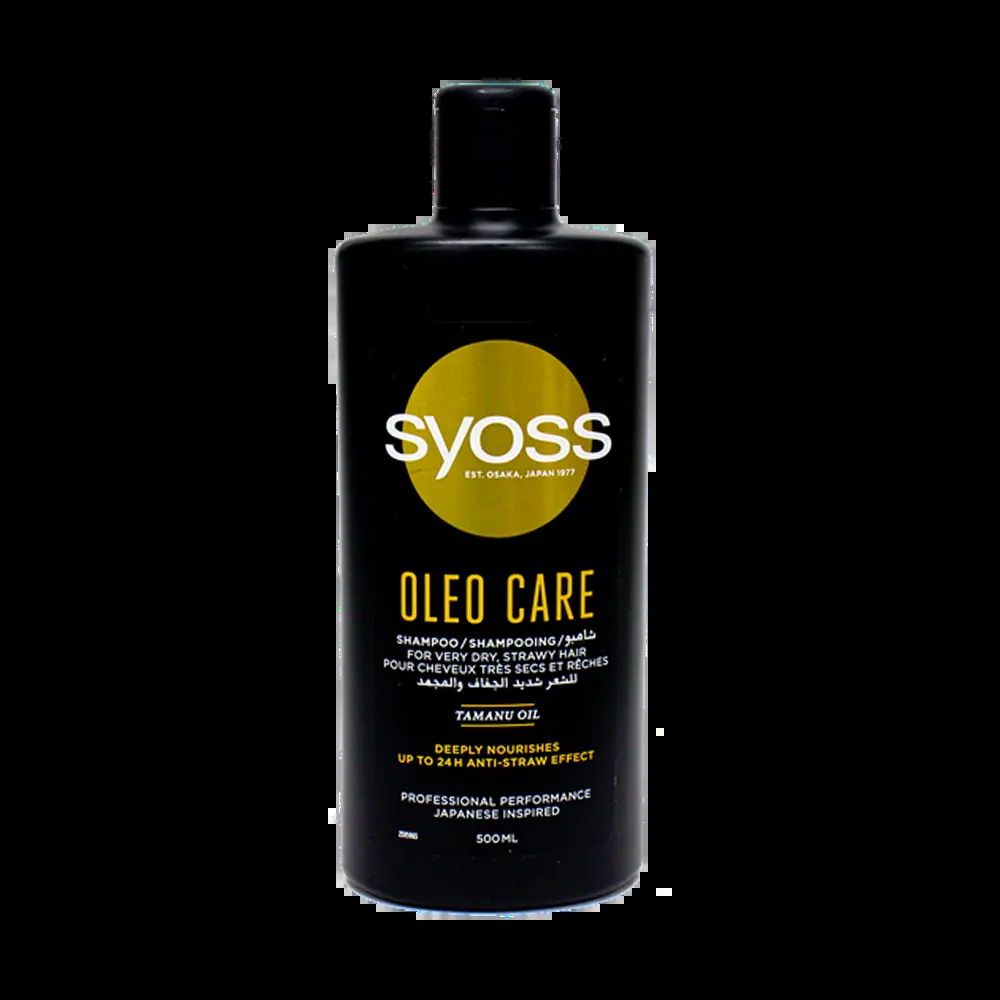 SYOSS
EST. OSAKA, JAPAN 1977
OLEO CARE
SHAMPOO/SHAMPOOING/شامبو
FOR VERY DRY, STRAWY HAIR
POUR CHEVEUX TRÈS SECS ET RÊCHES
للشعر شديد الجفاف والمجعد
TAMANU OIL
DEEPLY NOURISHES
UP TO 24H ANTI-STRAW EFFECT
PROFESSIONAL PERFORMANCE
JAPANESE INSPIRED
500ML